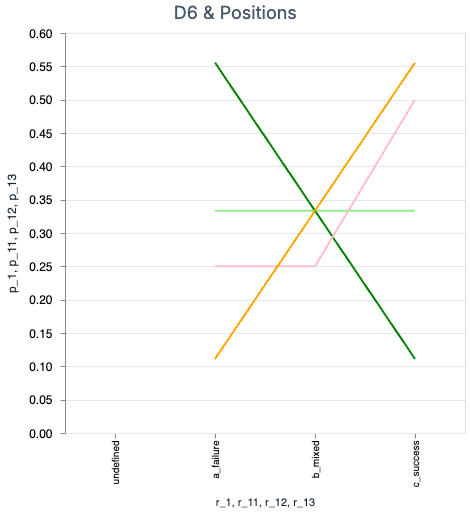 D6 & Positions
0.60
0.55
0.50
0.45
0.40
0.35
0.30
0.25
0.20
0.15
0.10
0.05
0.00
p_1, p_11, p_12, p_13
undefined
a_failure
b_mixed
c_success
r_1, r_11, r_12, r_13